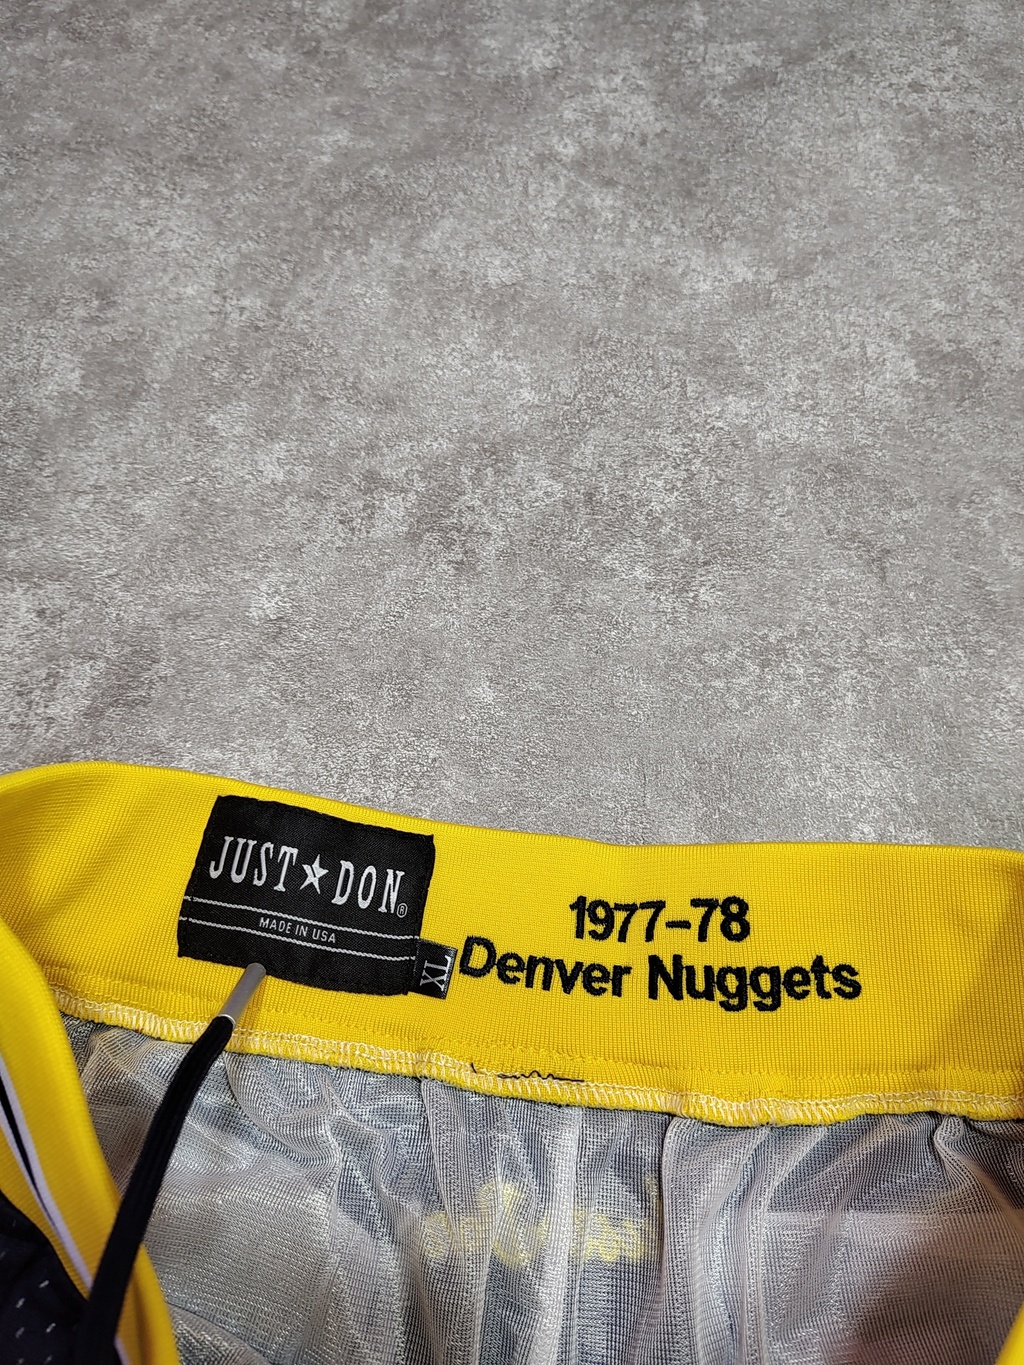 JUST★DON®
MADE IN USA
XL
1977-78
Denver Nuggets